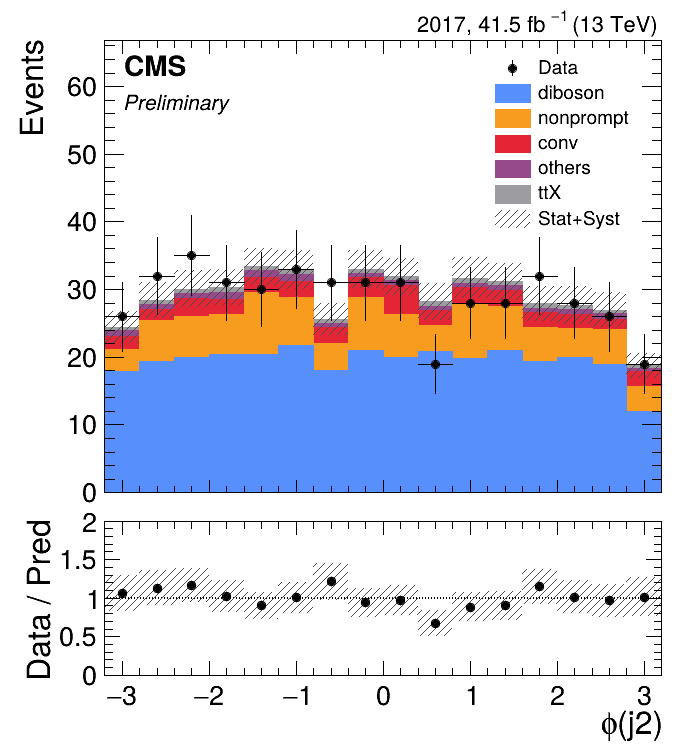 2017, 41.5 fb⁻¹ (13 TeV)
CMS
Preliminary
Data
diboson
nonprompt
conv
others
ttX
Stat+Syst
Events
60
50
40
30
20
10
0
Data / Pred
2
1.5
1
0.5
0
−3 −2 −1 0 1 2 3
ϕ(j2)